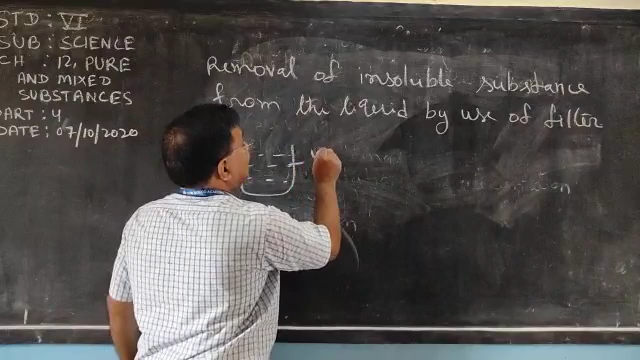 STD : VI
SUB : SCIENCE
CH : 12, PURE
AND MIXED
SUBSTANCES
PART : 4
DATE : 07/10/2020
Removal of insoluble substance
from the liquid by use of filter